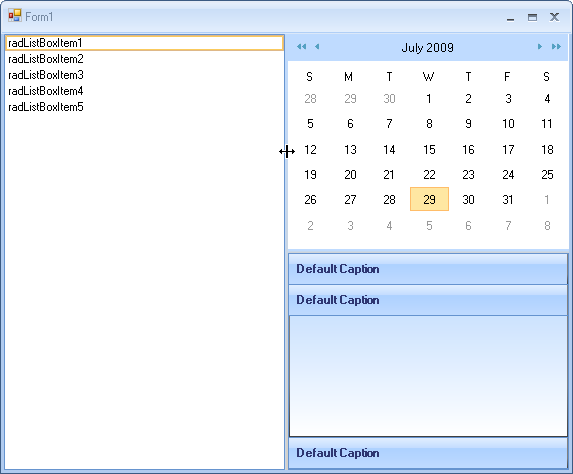 Form1
radListBoxItem1
radListBoxItem2
radListBoxItem3
radListBoxItem4
radListBoxItem5
July 2009
S M T W T F S
28 29 30 1 2 3 4
5 6 7 8 9 10 11
12 13 14 15 16 17 18
19 20 21 22 23 24 25
26 27 28 29 30 31 1
2 3 4 5 6 7 8
Default Caption
Default Caption
Default Caption